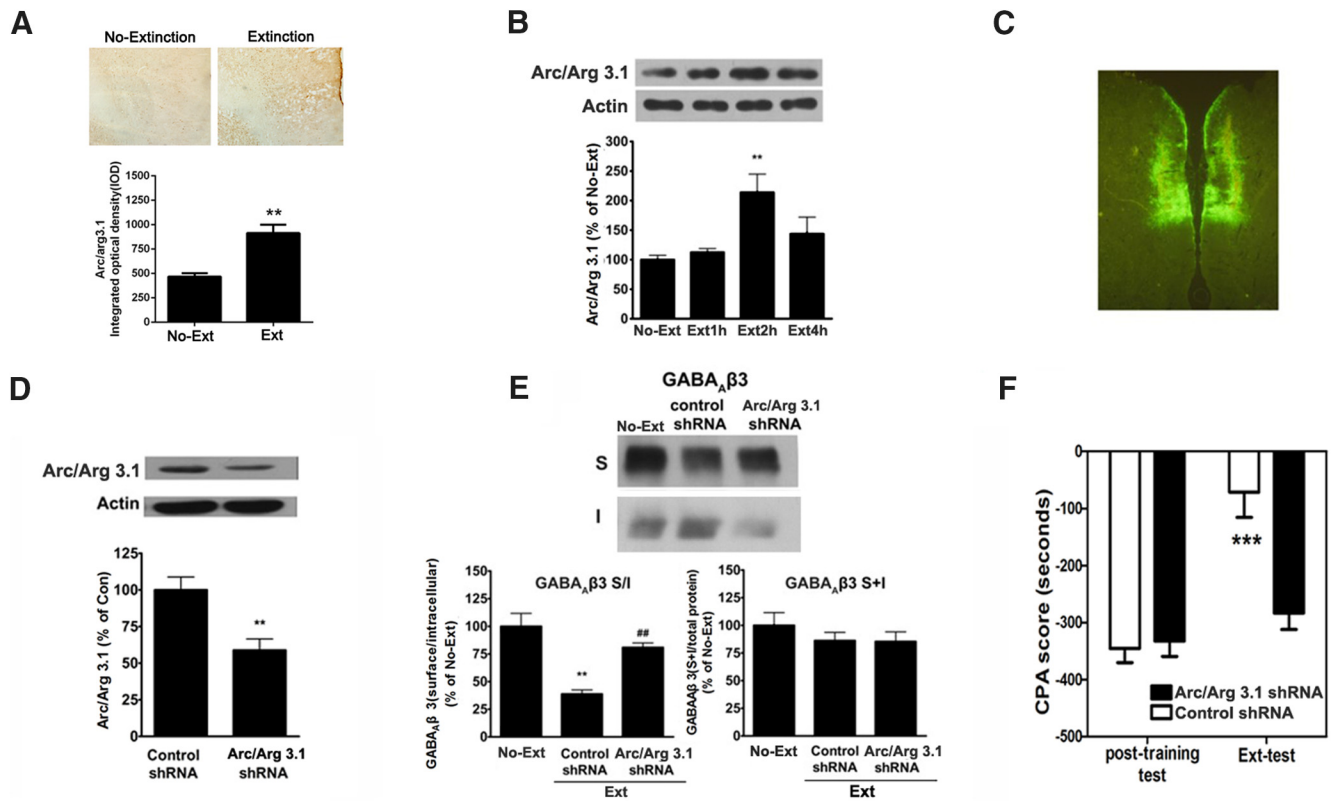 A
No-Extinction
Extinction
Arc/arg3.1
Integrated optical density(IOD)
1500
1250
1000
750
500
250
0
**
No-Ext
Ext
B
Arc/Arg 3.1
Actin
Arc/Arg 3.1 (% of No-Ext)
300
250
200
150
100
50
0
**
No-Ext
Ext1h
Ext2h
Ext4h
C
D
Arc/Arg 3.1
Actin
Arc/Arg 3.1 (% of Con)
125
100
75
50
25
0
**
Control
shRNA
Arc/Arg 3.1
shRNA
E
GABAAβ3
No-Ext
control
shRNA
Arc/Arg 3.1
shRNA
S
I
GABAAβ 3(surface/intracellular)
(% of No-Ext)
150
125
100
75
50
25
0
GABAAβ3 S/I
**
##
No-Ext
Control
shRNA
Arc/Arg 3.1
shRNA
Ext
GABAAβ 3(S+I/total protein)
(% of No-Ext)
150
125
100
75
50
25
0
GABAAβ3 S+I
No-Ext
Control
shRNA
Arc/Arg 3.1
shRNA
Ext
F
CPA score (seconds)
0
-100
-200
-300
-400
-500
***
Arc/Arg 3.1 shRNA
Control shRNA
post-training
test
Ext-test